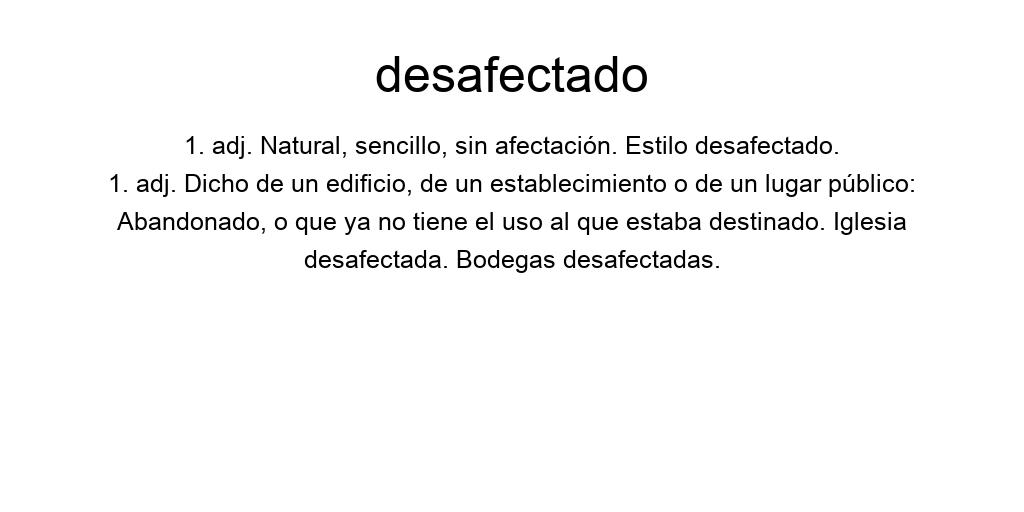 desafectado
1. adj. Natural, sencillo, sin afectación. Estilo desafectado.
1. adj. Dicho de un edificio, de un establecimiento o de un lugar público:
Abandonado, o que ya no tiene el uso al que estaba destinado. Iglesia
desafectada. Bodegas desafectadas.